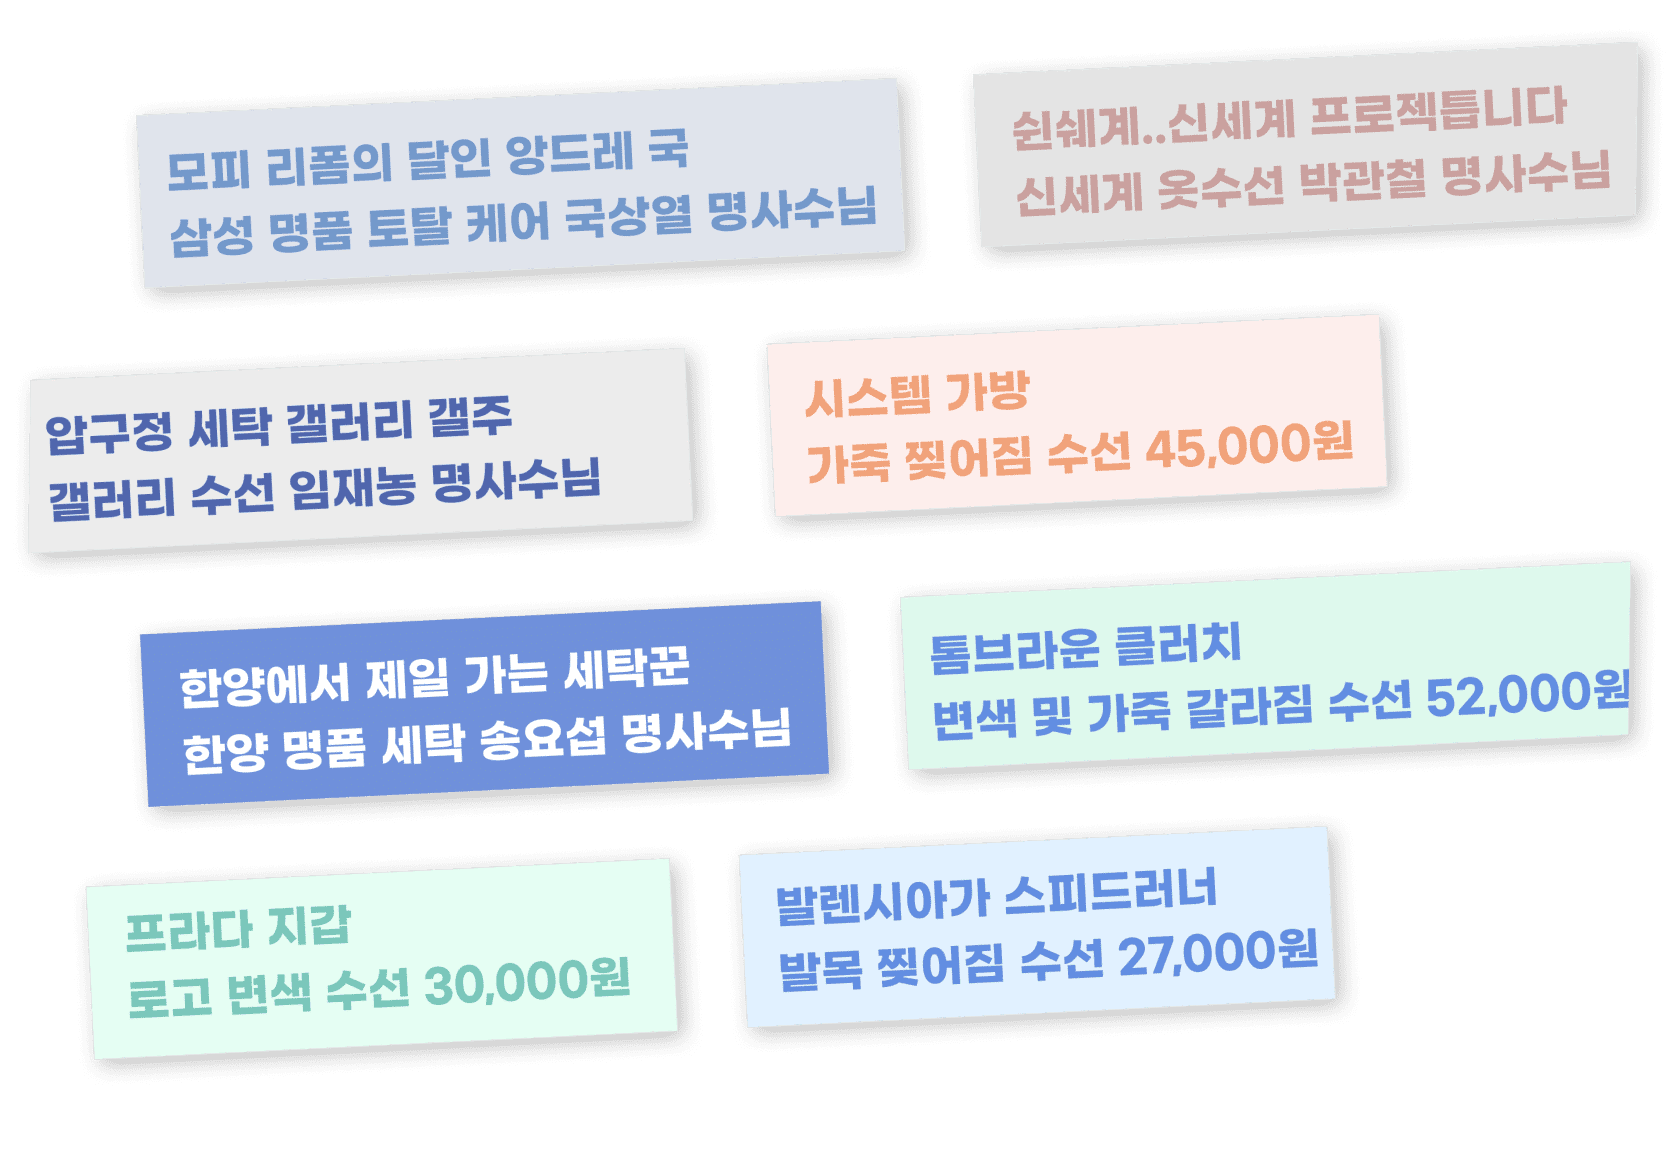 모피 리폼의 달인 앙드레 국
삼성 명품 토탈 케어 국상열 명사수님
쉰쉐계..신세계 프로젝틉니다
신세계 옷수선 박관철 명사수님
압구정 세탁 갤러리 갤주
갤러리 수선 임재농 명사수님
시스템 가방
가죽 찢어짐 수선 45,000원
한양에서 제일 가는 세탁꾼
한양 명품 세탁 송요섭 명사수님
톰브라운 클러치
변색 및 가죽 갈라짐 수선 52,000원
프라다 지갑
로고 변색 수선 30,000원
발렌시아가 스피드러너
발목 찢어짐 수선 27,000원